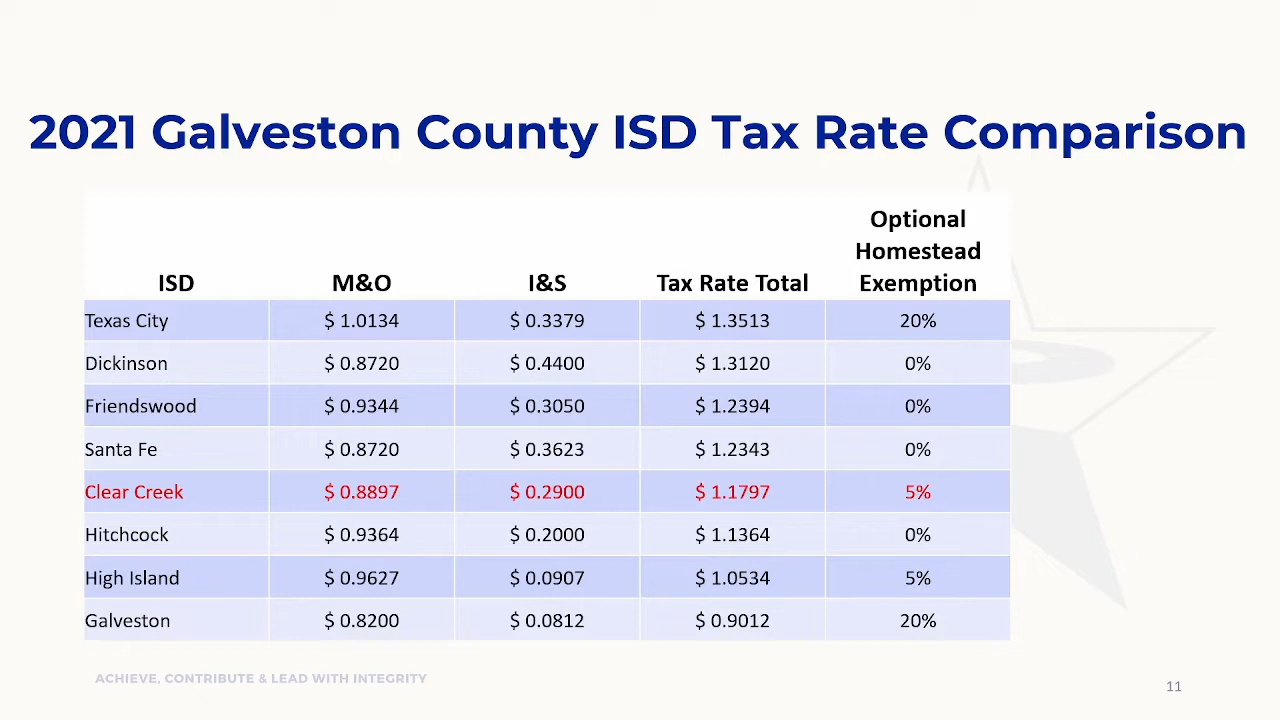 2021 Galveston County ISD Tax Rate Comparison
ISD M&O I&S Tax Rate Total Optional Homestead Exemption
Texas City $ 1.0134 $ 0.3379 $ 1.3513 20%
Dickinson $ 0.8720 $ 0.4400 $ 1.3120 0%
Friendswood $ 0.9344 $ 0.3050 $ 1.2394 0%
Santa Fe $ 0.8720 $ 0.3623 $ 1.2343 0%
Clear Creek $ 0.8897 $ 0.2900 $ 1.1797 5%
Hitchcock $ 0.9364 $ 0.2000 $ 1.1364 0%
High Island $ 0.9627 $ 0.0907 $ 1.0534 5%
Galveston $ 0.8200 $ 0.0812 $ 0.9012 20%
ACHIEVE, CONTRIBUTE & LEAD WITH INTEGRITY
11